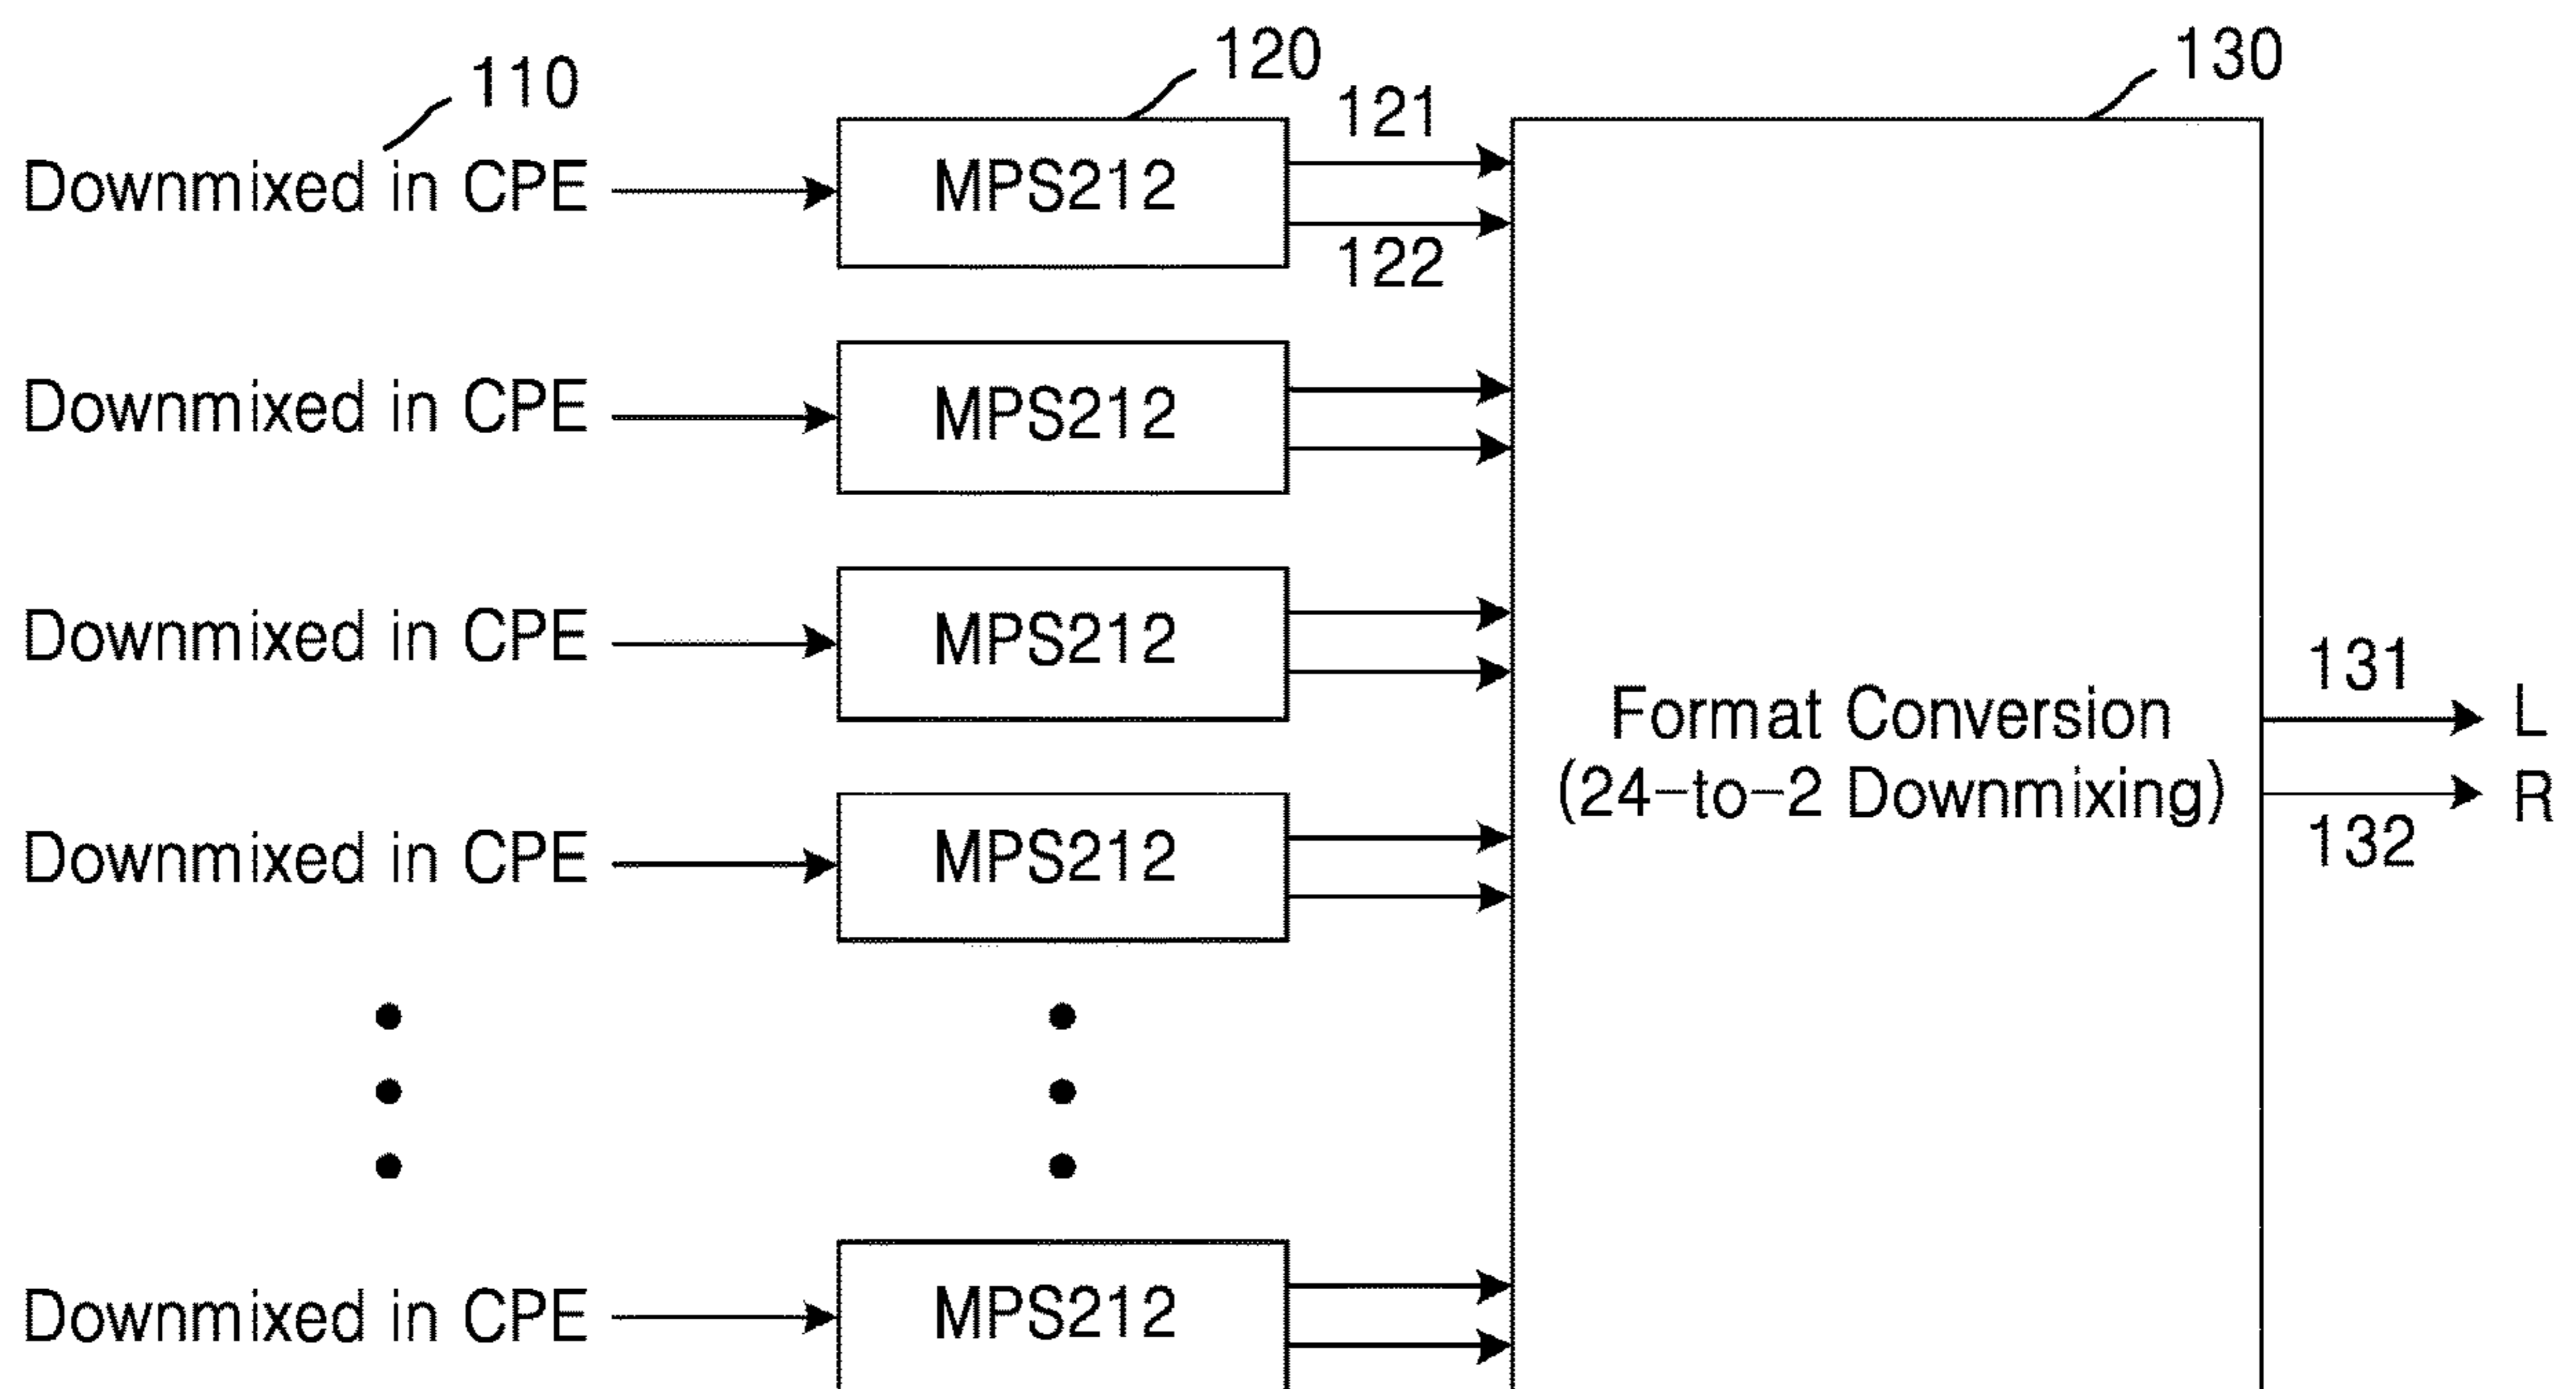 110
120
130
121
Downmixed in CPE
MPS212
122
Downmixed in CPE
MPS212
Downmixed in CPE
MPS212
131
Format Conversion
L
(24-to-2 Downmixing)
R
132
Downmixed in CPE
MPS212
Downmixed in CPE
MPS212